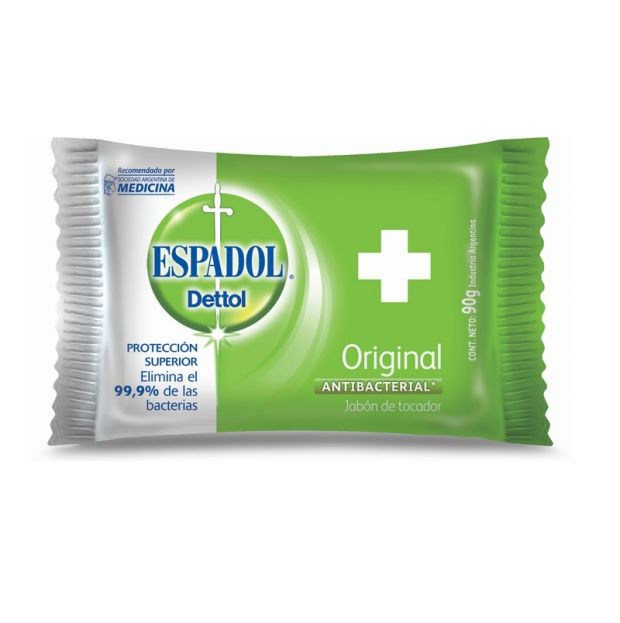 Recomendado por
SOCIEDAD ARGENTINA DE
MEDICINA
ESPADOL®
Dettol
PROTECCIÓN
SUPERIOR
Elimina el
99,9% de las
bacterias
Original
ANTIBACTERIAL*
Jabón de tocador
CONT. NETO: 90g Industria Argentina